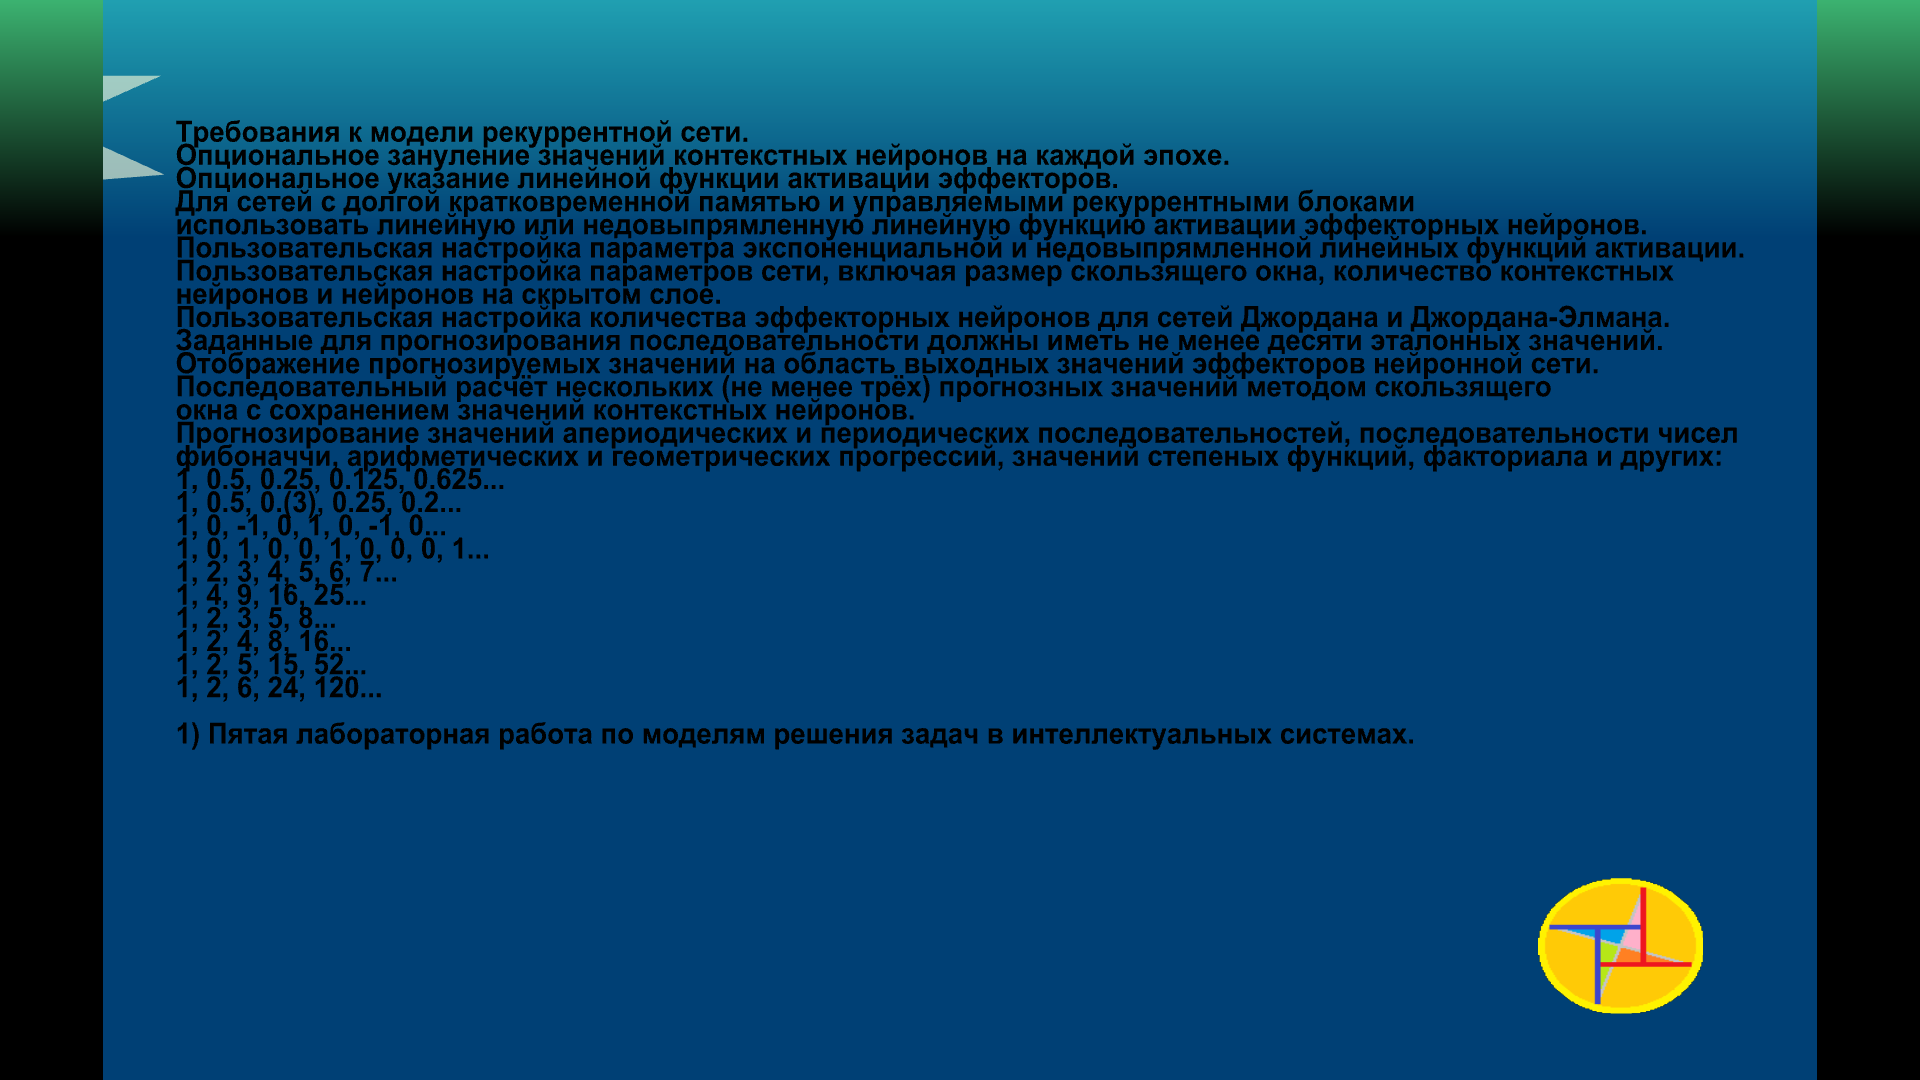 Требования к модели рекуррентной сети.
Опциональное зануление значений контекстных нейронов на каждой эпохе.
Опциональное указание линейной функции активации эффекторов.
Для сетей с долгой кратковременной памятью и управляемыми рекуррентными блоками
использовать линейную или недовыпрямленную линейную функцию активации эффекторных нейронов.
Пользовательская настройка параметра экспоненциальной и недовыпрямленной линейных функций активации.
Пользовательская настройка параметров сети, включая размер скользящего окна, количество контекстных
нейронов и нейронов на скрытом слое.
Пользовательская настройка количества эффекторных нейронов для сетей Джордана и Джордана-Элмана.
Заданные для прогнозирования последовательности должны иметь не менее десяти эталонных значений.
Отображение прогнозируемых значений на область выходных значений эффекторов нейронной сети.
Последовательный расчёт нескольких (не менее трёх) прогнозных значений методом скользящего
окна с сохранением значений контекстных нейронов.
Прогнозирование значений апериодических и периодических последовательностей, последовательности чисел
фибоначчи, арифметических и геометрических прогрессий, значений степеных функций, факториала и других:
1, 0.5, 0.25, 0.125, 0.625...
1, 0.5, 0.(3), 0.25, 0.2...
1, 0, -1, 0, 1, 0, -1, 0...
1, 0, 1, 0, 0, 1, 0, 0, 0, 1...
1, 2, 3, 4, 5, 6, 7...
1, 4, 9, 16, 25...
1, 2, 3, 5, 8...
1, 2, 4, 8, 16...
1, 2, 5, 15, 52...
1, 2, 6, 24, 120...
1) Пятая лабораторная работа по моделям решения задач в интеллектуальных системах.